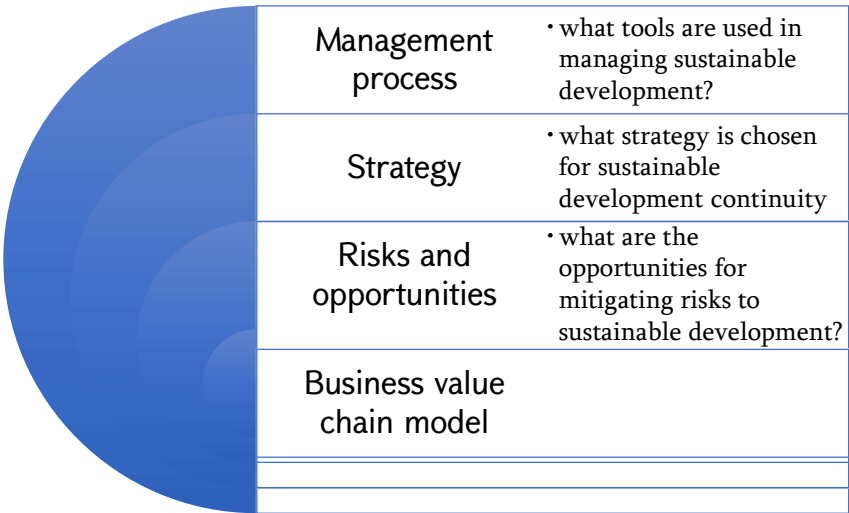 Management
process
· what tools are used in
managing sustainable
development?
Strategy
· what strategy is chosen
for sustainable
development continuity
Risks and
opportunities
· what are the
opportunities for
mitigating risks to
sustainable development?
Business value
chain model